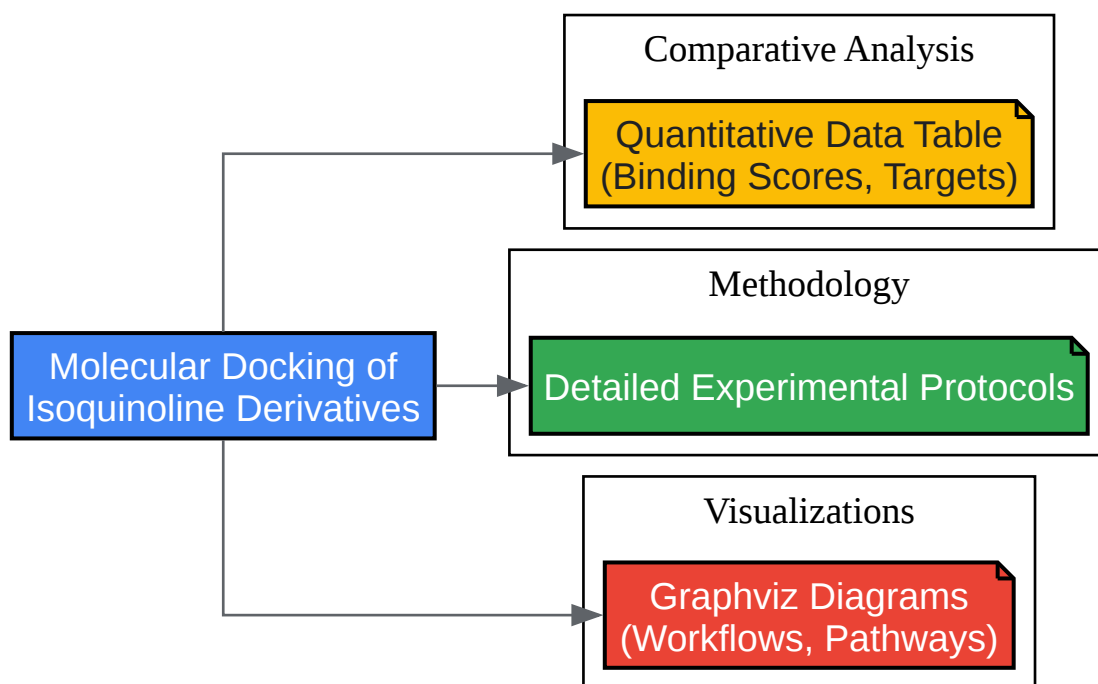 Comparative Analysis
Quantitative Data Table
(Binding Scores, Targets)
Methodology
Molecular Docking of
Isoquinoline Derivatives
Detailed Experimental Protocols
Visualizations
Graphviz Diagrams
(Workflows, Pathways)